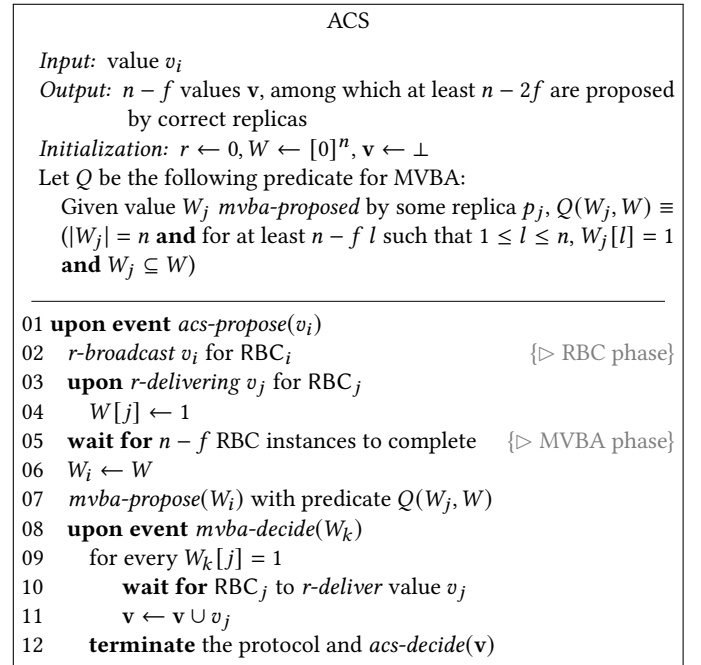 ACS
Input: value v_i
Output: n − f values v, among which at least n − 2f are proposed
by correct replicas
Initialization: r ← 0, W ← [0]^n, v ← ⊥
Let Q be the following predicate for MVBA:
Given value W_j mvba-proposed by some replica p_j, Q(W_j, W) ≡
(|W_j| = n and for at least n − f l such that 1 ≤ l ≤ n, W_j[l] = 1
and W_j ⊆ W)
01 upon event acs-propose(v_i)
02 r-broadcast v_i for RBC_i {▷ RBC phase}
03 upon r-delivering v_j for RBC_j
04 W[j] ← 1
05 wait for n − f RBC instances to complete {▷ MVBA phase}
06 W_i ← W
07 mvba-propose(W_i) with predicate Q(W_j, W)
08 upon event mvba-decide(W_k)
09 for every W_k[j] = 1
10 wait for RBC_j to r-deliver value v_j
11 v ← v ∪ v_j
12 terminate the protocol and acs-decide(v)